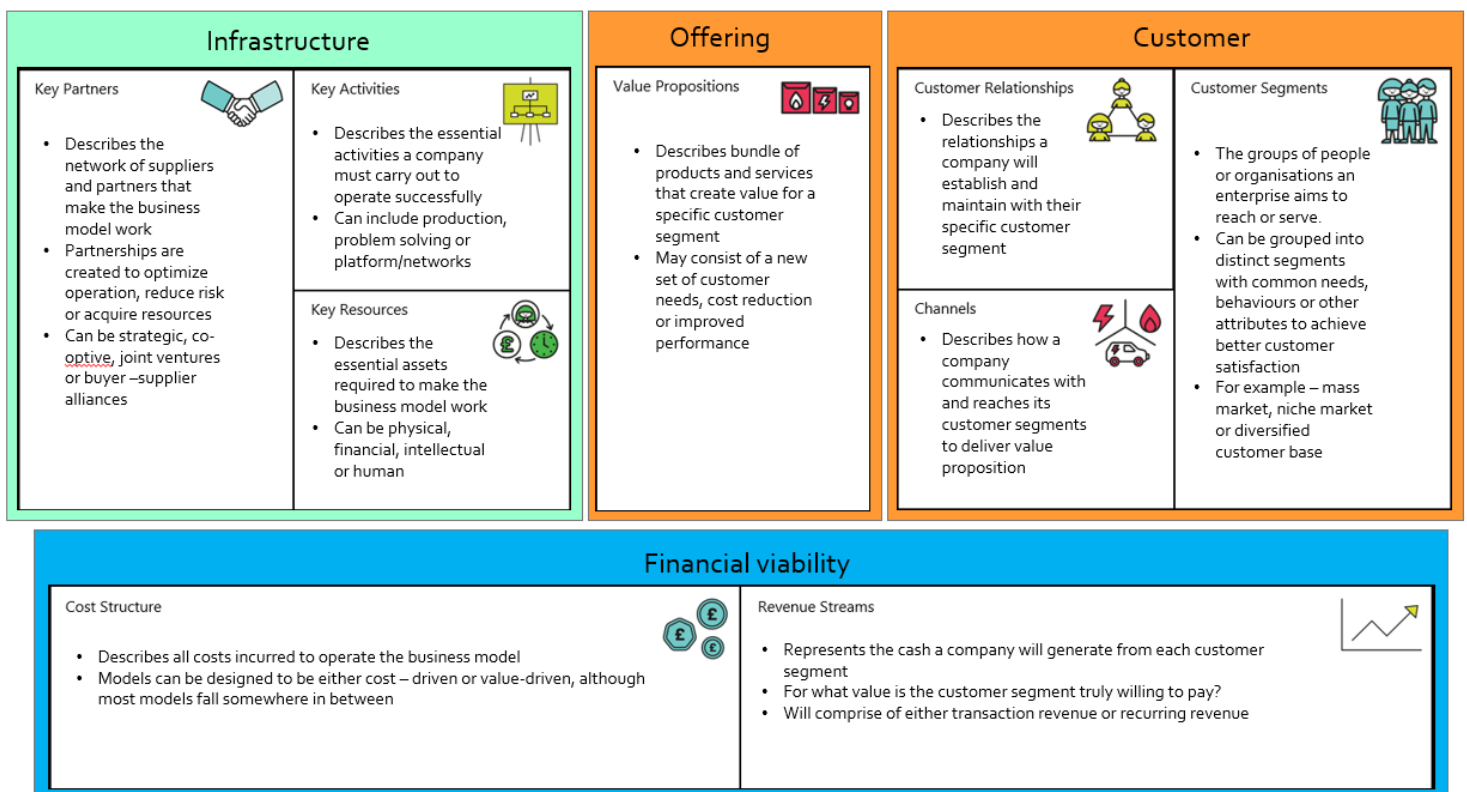 Infrastructure
Key Partners
• Describes the
network of suppliers
and partners that
make the business
model work
• Partnerships are
created to optimize
operation, reduce risk
or acquire resources
• Can be strategic, co-
optive, joint ventures
or buyer –supplier
alliances
Key Activities
• Describes the essential
activities a company
must carry out to
operate successfully
• Can include production,
problem solving or
platform/networks
Key Resources
£
• Describes the
essential assets
required to make the
business model work
• Can be physical,
financial, intellectual
or human
Offering
Value Propositions
• Describes bundle of
products and services
that create value for a
specific customer
segment
• May consist of a new
set of customer
needs, cost reduction
or improved
performance
Customer
Customer Relationships
• Describes the
relationships a
company will
establish and
maintain with their
specific customer
segment
Channels
• Describes how a
company
communicates with
and reaches its
customer segments
to deliver value
proposition
Customer Segments
• The groups of people
or organisations an
enterprise aims to
reach or serve.
• Can be grouped into
distinct segments
with common needs,
behaviours or other
attributes to achieve
better customer
satisfaction
• For example – mass
market, niche market
or diversified
customer base
Financial viability
Cost Structure
£
£
£
• Describes all costs incurred to operate the business model
• Models can be designed to be either cost – driven or value-driven, although
most models fall somewhere in between
Revenue Streams
• Represents the cash a company will generate from each customer
segment
• For what value is the customer segment truly willing to pay?
• Will comprise of either transaction revenue or recurring revenue